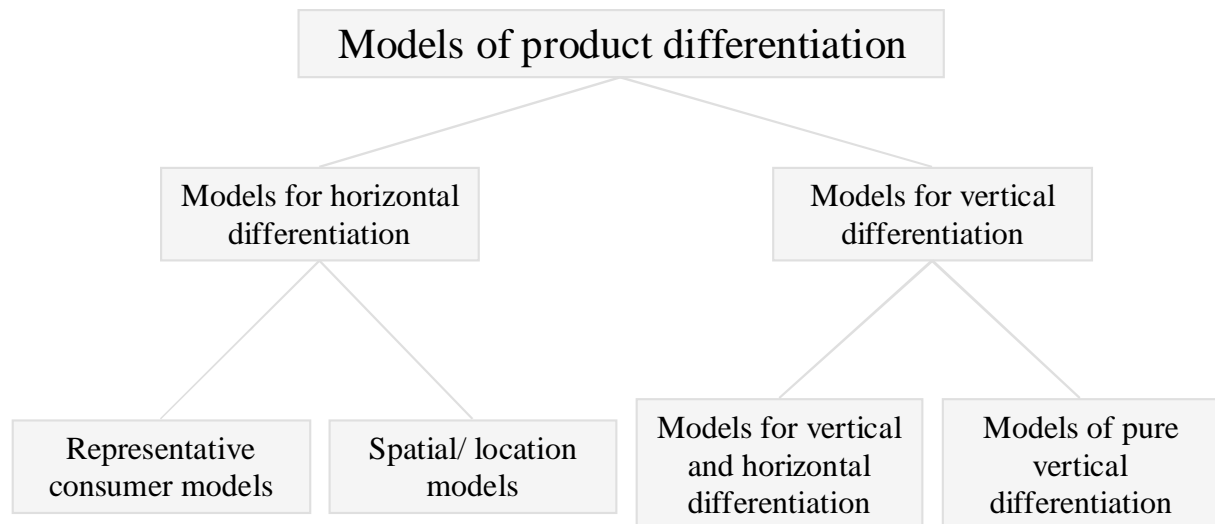 Models of product differentiation
Models for horizontal
differentiation
Models for vertical
differentiation
Representative
consumer models
Spatial/ location
models
Models for vertical
and horizontal
differentiation
Models of pure
vertical
differentiation